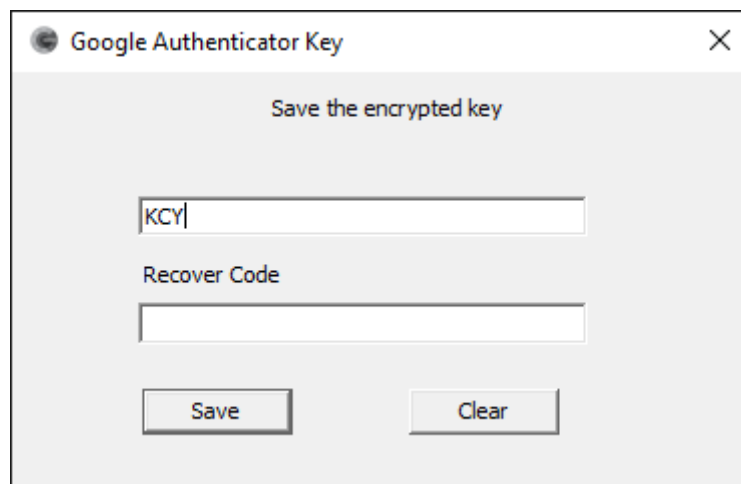 Google Authenticator Key
Save the encrypted key
KCY
Recover Code
Save Clear